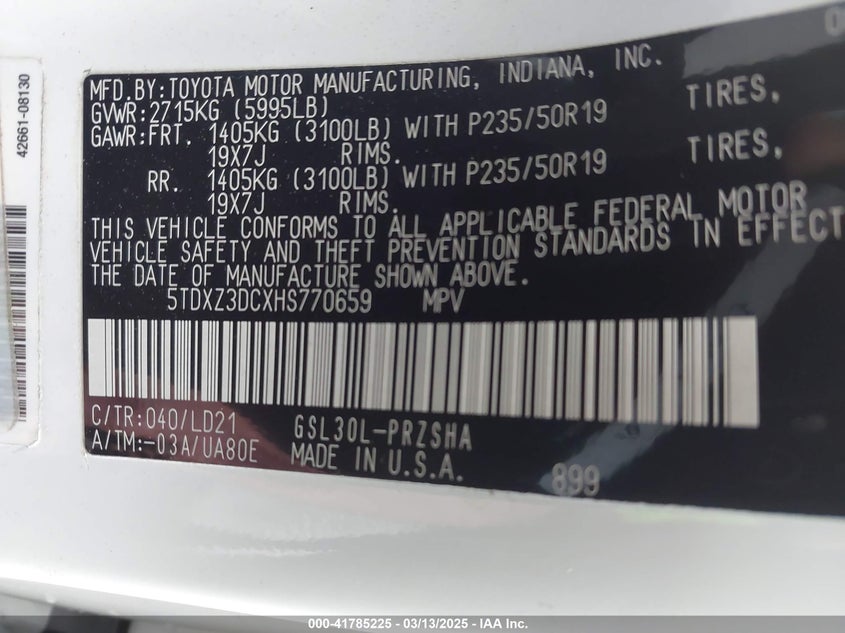 42661-08130
MFD.BY:TOYOTA MOTOR MANUFACTURING, INDIANA, INC.
GVWR:2715KG (5995LB)
GAWR:FRT. 1405KG (3100LB) WITH P235/50R19 TIRES,
19X7J RIMS.
RR. 1405KG (3100LB) WITH P235/50R19 TIRES,
19X7J RIMS.
THIS VEHICLE CONFORMS TO ALL APPLICABLE FEDERAL MOTOR
VEHICLE SAFETY AND THEFT PREVENTION STANDARDS IN EFFECT
THE DATE OF MANUFACTURE SHOWN ABOVE.
5TDXZ3DCXHS770659 MPV
C/TR:040/LD21 GSL30L-PRZSHA
A/TM:-03A/UA80E MADE IN U.S.A.
899
000-41785225 - 03/13/2025 - IAA Inc.